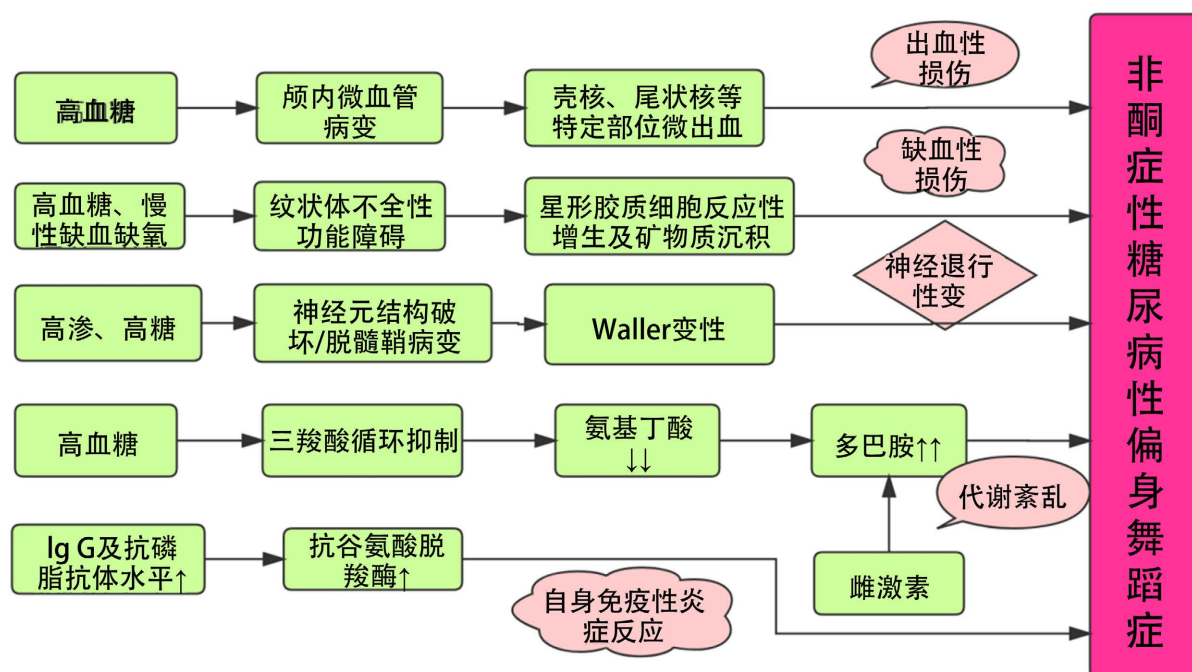 高血糖
颅内微血管
病变
壳核、尾状核等
特定部位微出血
出血性
损伤
高血糖、慢
性缺血缺氧
纹状体不全性
功能障碍
星形胶质细胞反应性
增生及矿物质沉积
缺血性
损伤
高渗、高糖
神经元结构破
坏/脱髓鞘病变
Waller变性
神经退行
性变
高血糖
三羧酸循环抑制
氨基丁酸
↓↓
多巴胺↑↑
代谢紊乱
雌激素
Ig G及抗磷
脂抗体水平↑
抗谷氨酸脱
羧酶↑
自身免疫性炎
症反应
非酮症性糖尿病性偏身舞蹈症